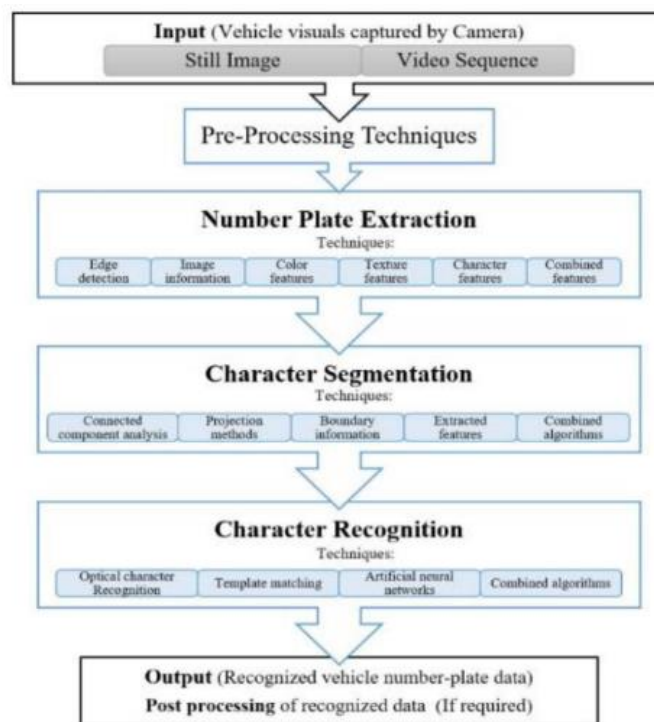 Input (Vehicle visuals captured by Camera)
Still Image Video Sequence
Pre-Processing Techniques
Number Plate Extraction
Techniques:
Edge detection
Image information
Color features
Texture features
Character features
Combined features
Character Segmentation
Techniques:
Connected component analysis
Projection methods
Boundary information
Extracted features
Combined algorithms
Character Recognition
Techniques:
Optical character Recognition
Template matching
Artificial neural networks
Combined algorithms
Output (Recognized vehicle number-plate data)
Post processing of recognized data (If required)